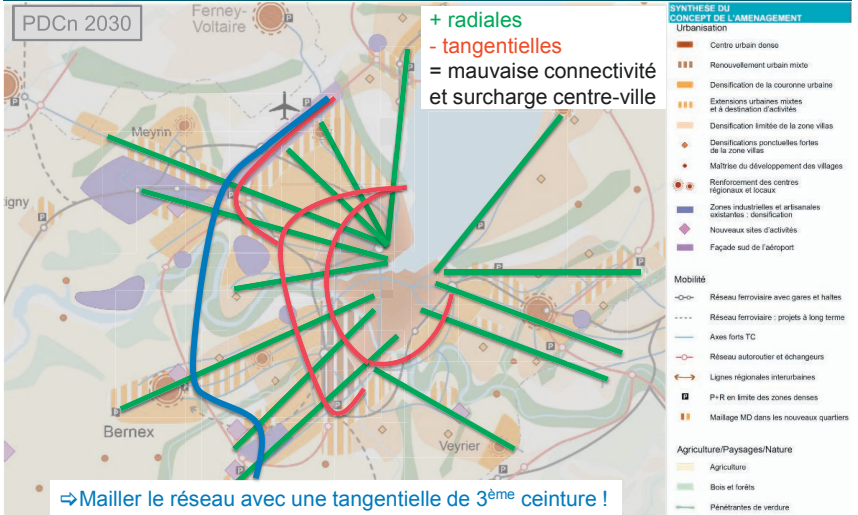 PDCn 2030
Ferney-
Voltaire
+ radiales
- tangentielles
= mauvaise connectivité
et surcharge centre-ville
Meyrin
igny
Bernex
Veyrier
P
P
P
P
P
P
P
P
P
⇨Mailler le réseau avec une tangentielle de 3ème ceinture !
SYNTHESE DU
CONCEPT DE L'AMENAGEMENT
Urbanisation
Centre urbain dense
Renouvellement urbain mixte
Densification de la couronne urbaine
Extensions urbaines mixtes
et à destination d'activités
Densification limitée de la zone villas
Densifications ponctuelles fortes
de la zone villas
Maîtrise du développement des villages
Renforcement des centres
régionaux et locaux
Zones industrielles et artisanales
existantes : densification
Nouveaux sites d'activités
Façade sud de l'aéroport
Mobilité
Réseau ferroviaire avec gares et haltes
Réseau ferroviaire : projets à long terme
Axes forts TC
Réseau autoroutier et échangeurs
Lignes régionales interurbaines
P
P+R en limite des zones denses
Maillage MD dans les nouveaux quartiers
Agriculture/Paysages/Nature
Agriculture
Bois et forêts
Pénétrantes de verdure